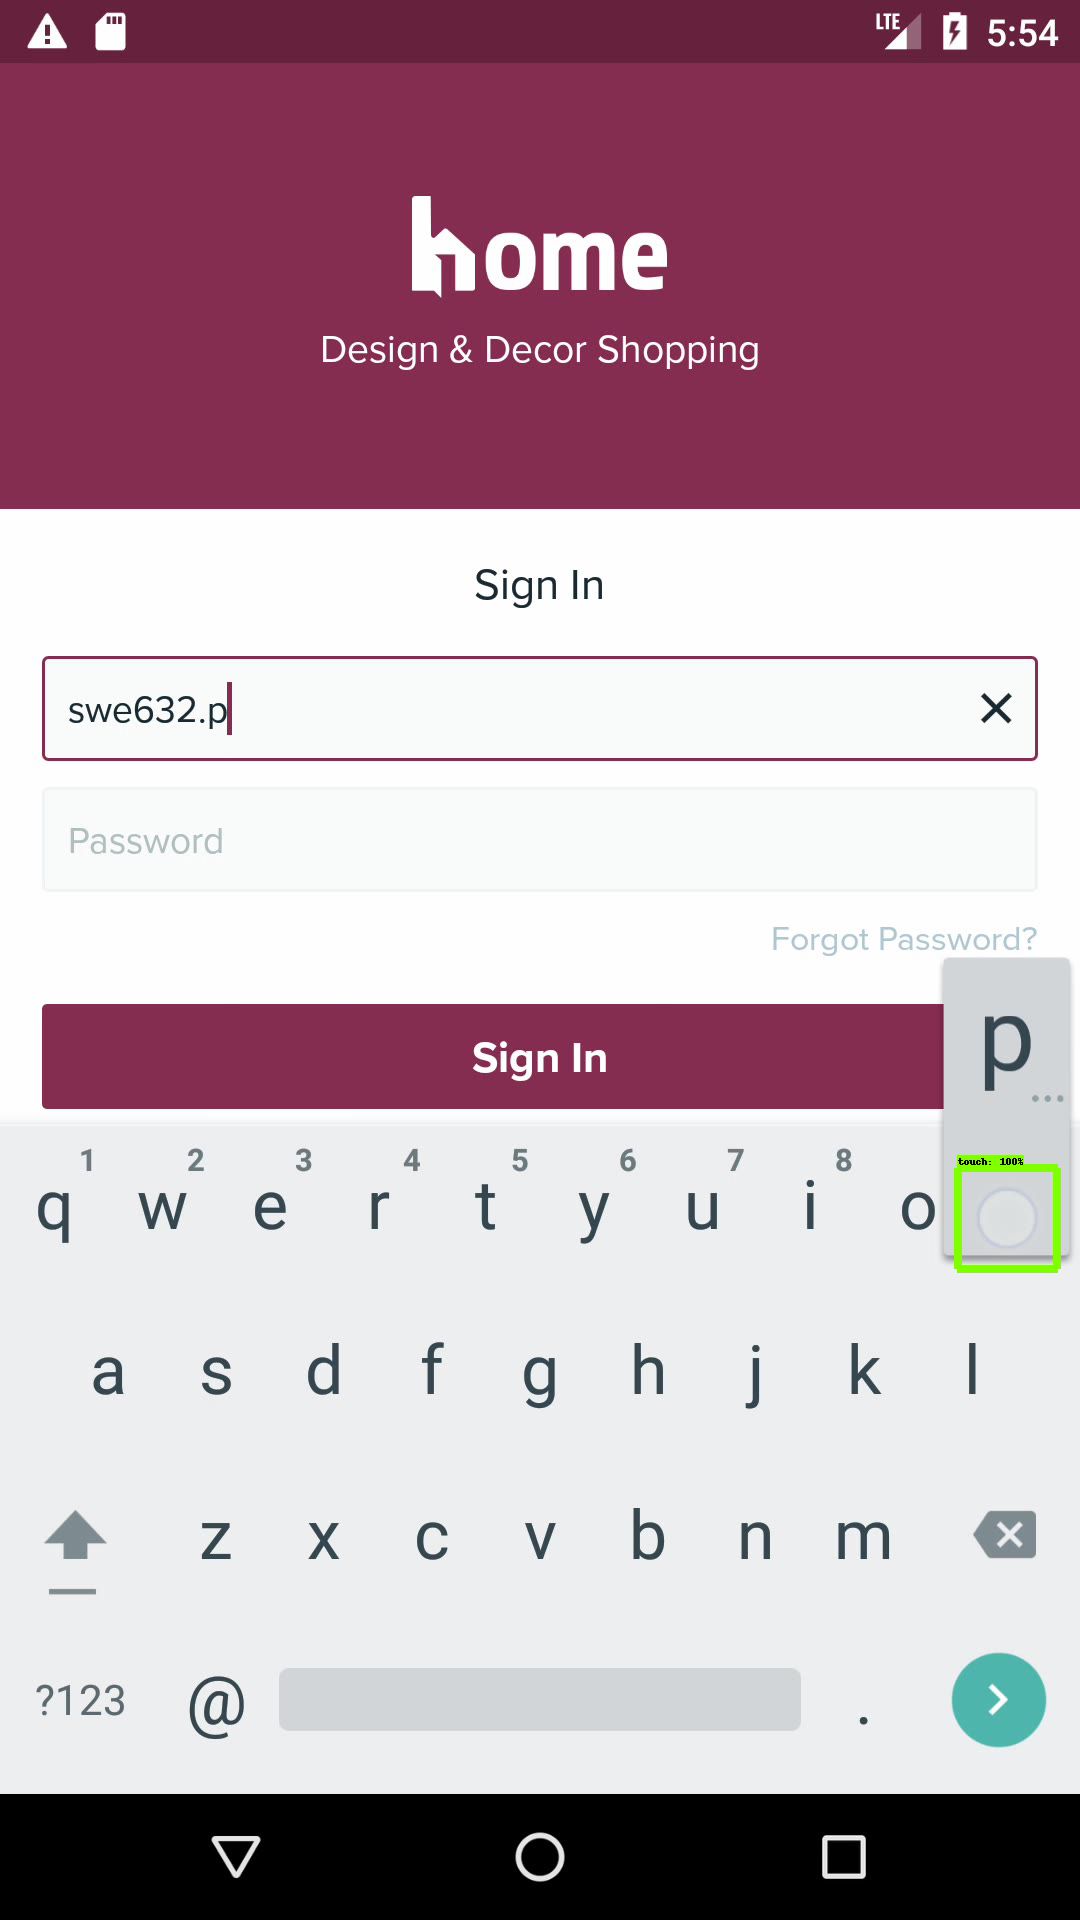 LTE 5:54
home
Design & Decor Shopping
Sign In
swe632.p
Password
Forgot Password?
Sign In
p
...
touch: 100%
1 2 3 4 5 6 7 8
q w e r t y u i o
a s d f g h j k l
z x c v b n m
?123 @ .